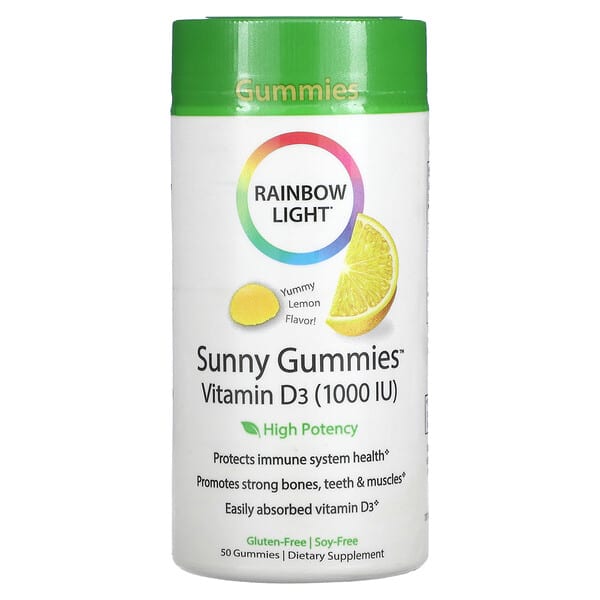 Gummies
RAINBOW
LIGHT®
Yummy
Lemon
Flavor!
Sunny Gummies™
Vitamin D3 (1000 IU)
High Potency
Protects immune system health❖
Promotes strong bones, teeth & muscles❖
Easily absorbed vitamin D3❖
Gluten-Free | Soy-Free
50 Gummies | Dietary Supplement